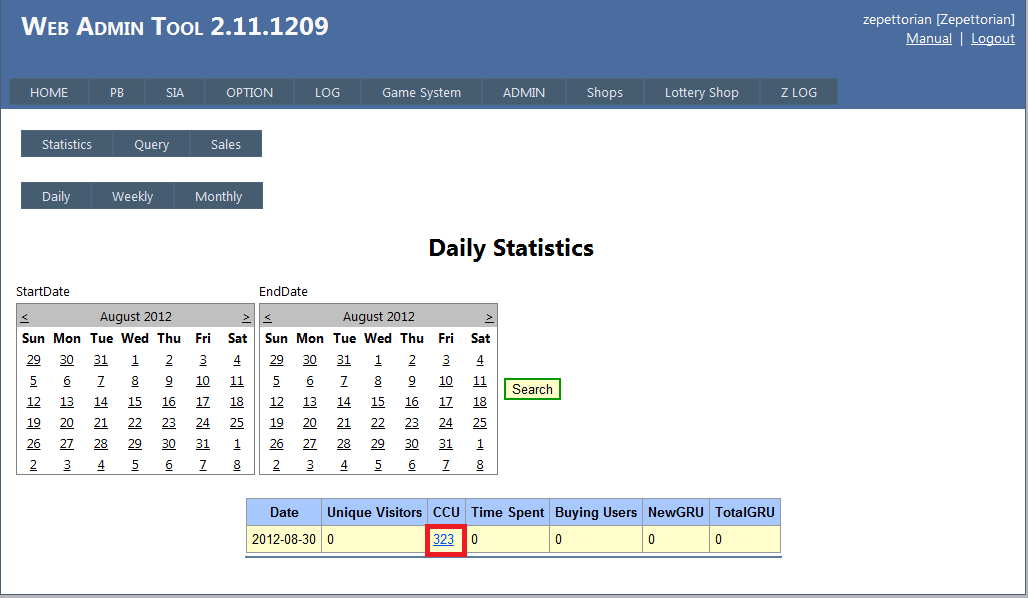 Web Admin Tool 2.11.1209
zepettorian [Zepettorian]
Manual | Logout
HOME PB SIA OPTION LOG Game System ADMIN Shops Lottery Shop Z LOG
Statistics Query Sales
Daily Weekly Monthly
Daily Statistics
StartDate EndDate
< August 2012 > < August 2012 >
Sun Mon Tue Wed Thu Fri Sat Sun Mon Tue Wed Thu Fri Sat
29 30 31 1 2 3 4 29 30 31 1 2 3 4
5 6 7 8 9 10 11 5 6 7 8 9 10 11
Search
12 13 14 15 16 17 18 12 13 14 15 16 17 18
19 20 21 22 23 24 25 19 20 21 22 23 24 25
26 27 28 29 30 31 1 26 27 28 29 30 31 1
2 3 4 5 6 7 8 2 3 4 5 6 7 8
Date Unique Visitors CCU Time Spent Buying Users NewGRU TotalGRU
2012-08-30 0 323 0 0 0 0